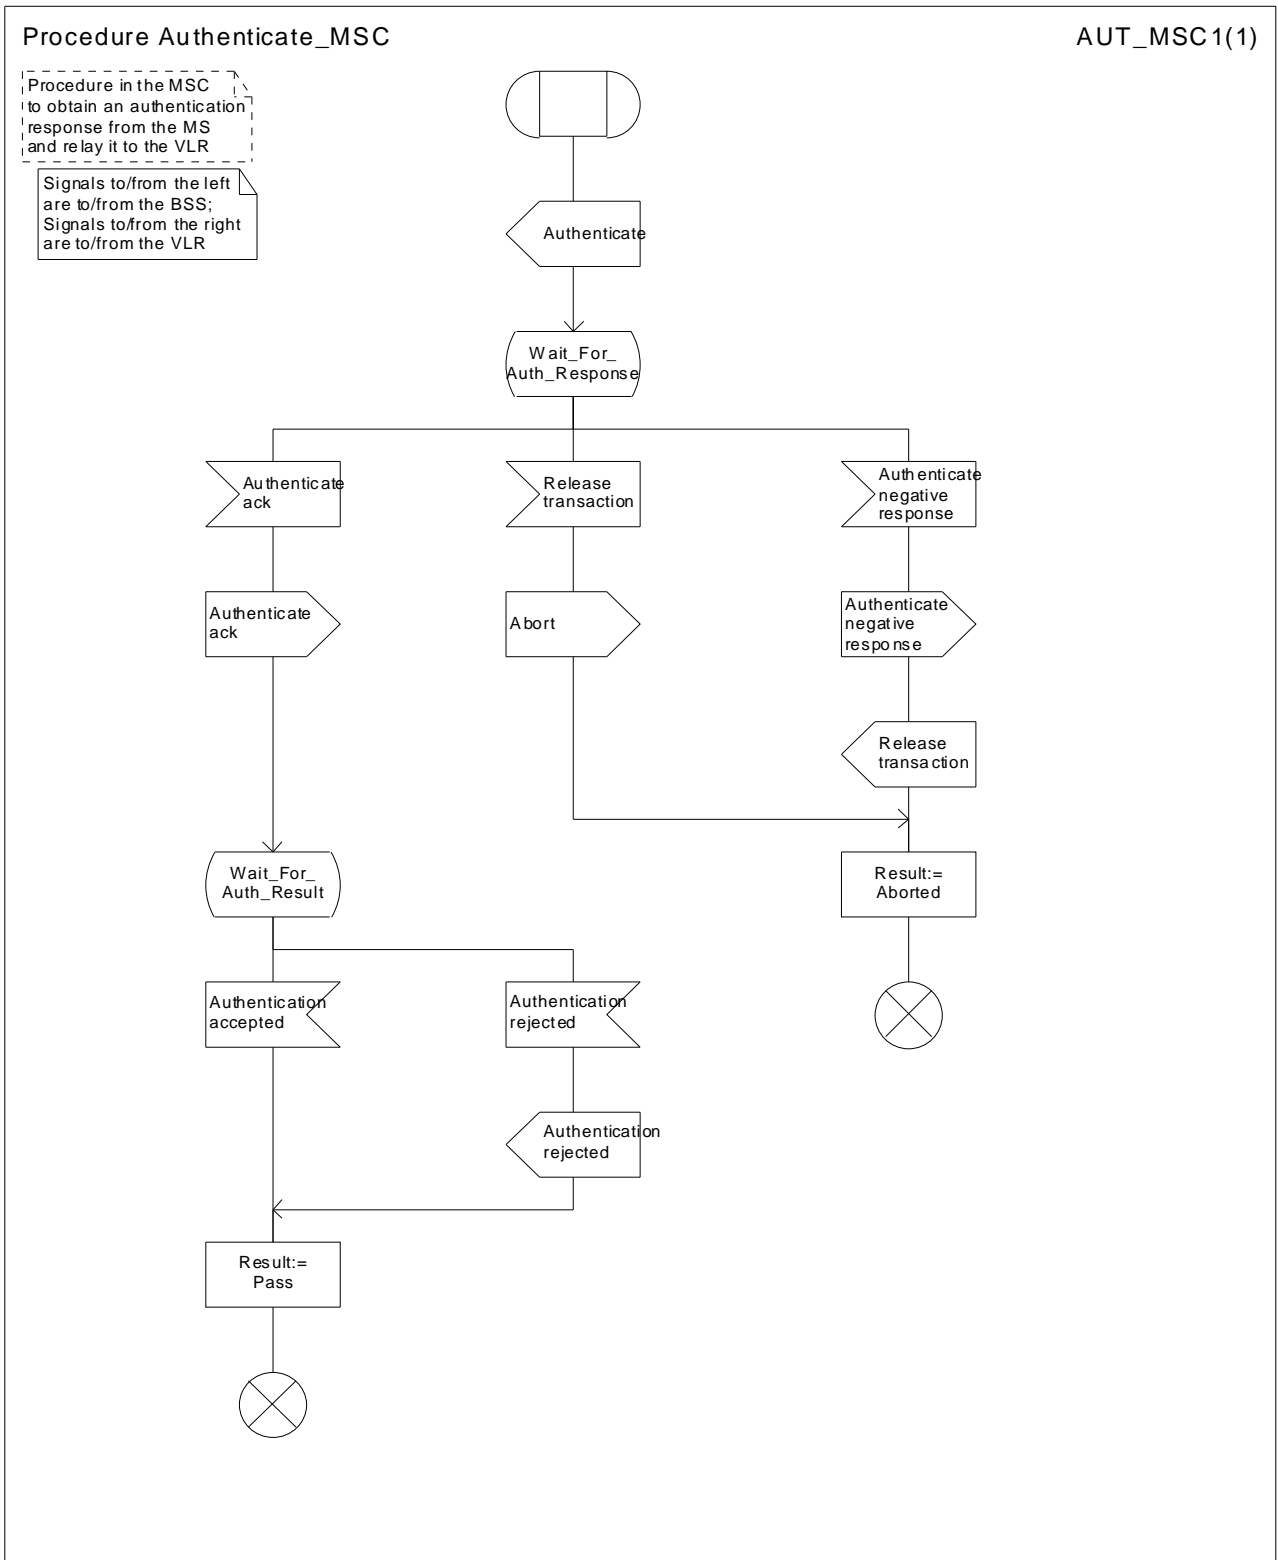 Procedure Authenticate_MSC
AUT_MSC1(1)
Procedure in the MSC
to obtain an authentication
response from the MS
and relay it to the VLR
Signals to/from the left
are to/from the BSS;
Signals to/from the right
are to/from the VLR
Authenticate
Wait_For_
Auth_Response
Authenticate
ack
Release
transaction
Authenticate
negative
response
Authenticate
ack
Abort
Authenticate
negative
response
Release
transaction
Wait_For_
Auth_Result
Result:=
Aborted
Authentication
accepted
Authentication
rejected
Authentication
rejected
Result:=
Pass